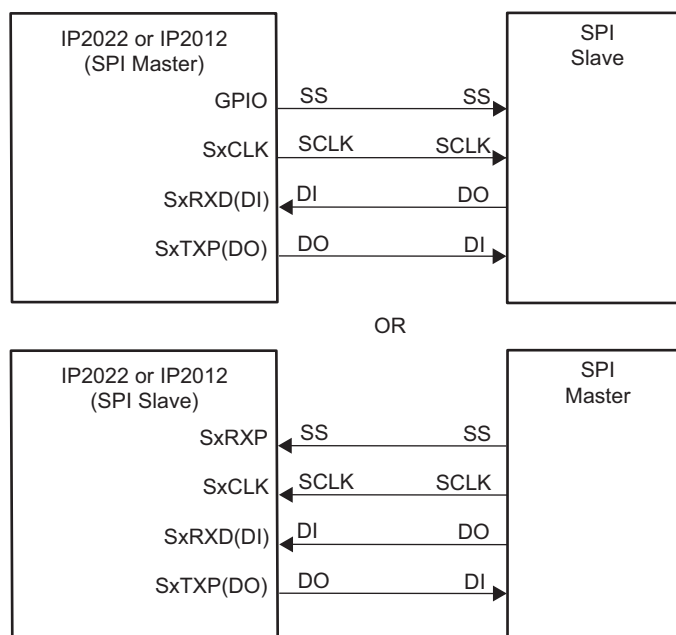 IP2022 or IP2012
(SPI Master)
SPI
Slave
GPIO SS SS
SxCLK SCLK SCLK
SxRXD(DI) DI DO
SxTXP(DO) DO DI
OR
IP2022 or IP2012
(SPI Slave)
SPI
Master
SxRXP SS SS
SxCLK SCLK SCLK
SxRXD(DI) DI DO
SxTXP(DO) DO DI